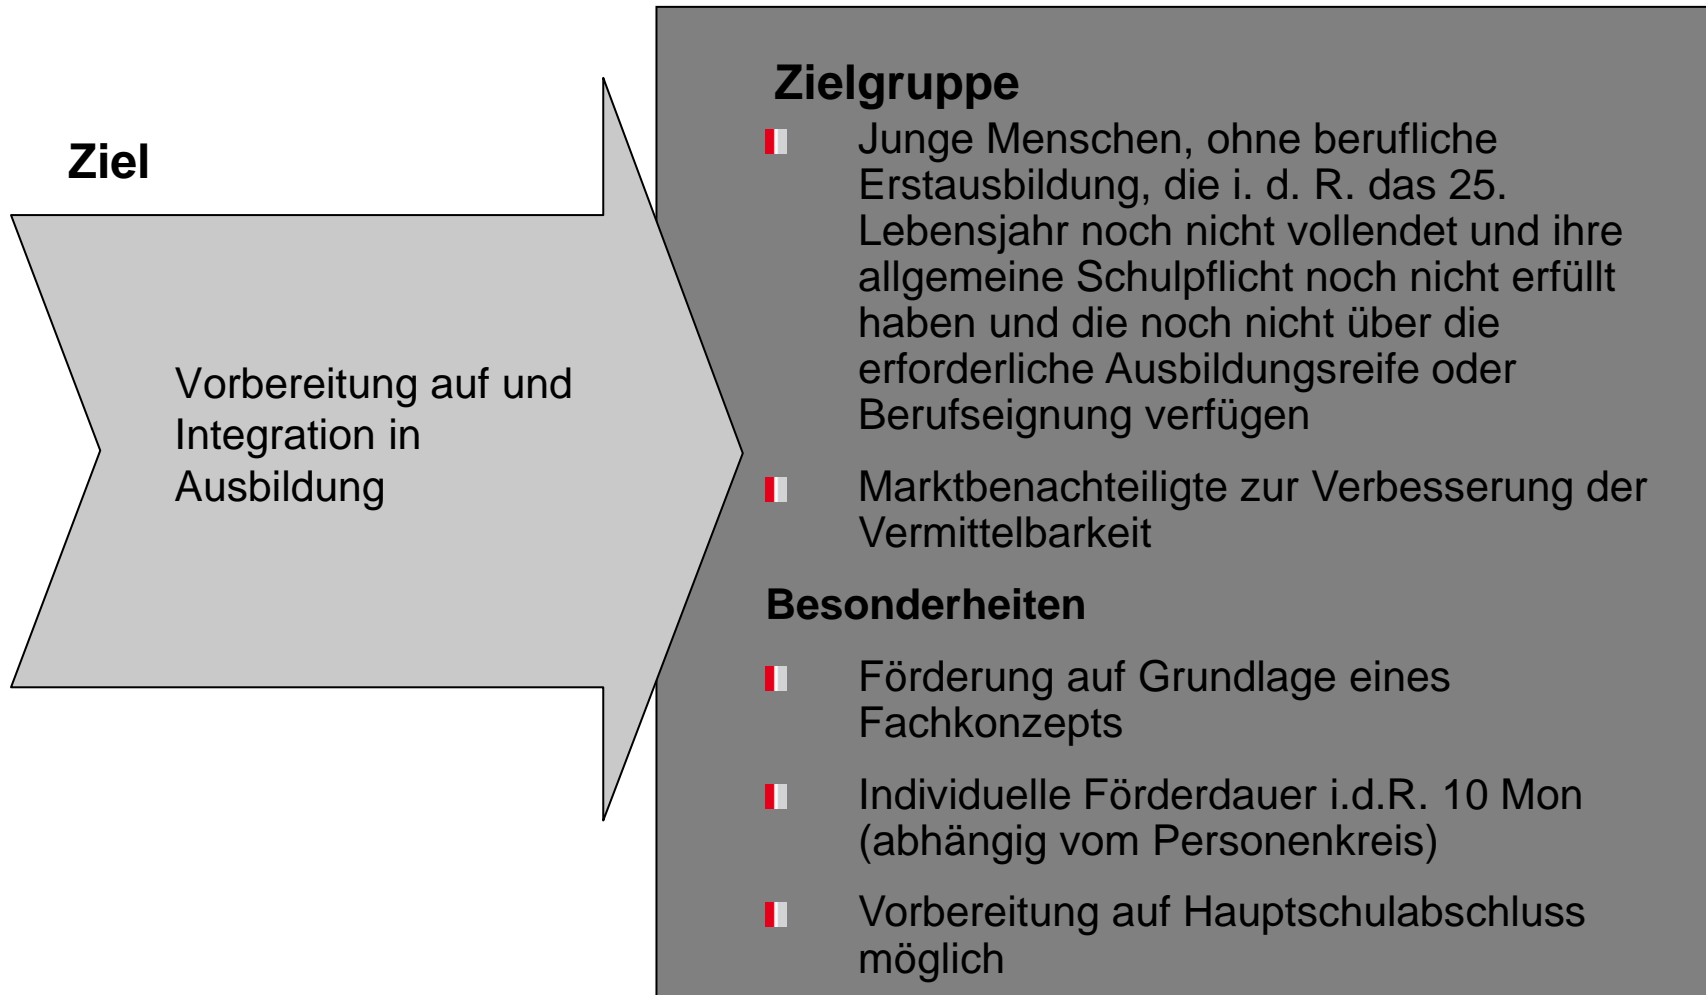 Ziel
Vorbereitung auf und
Integration in
Ausbildung
Zielgruppe
Junge Menschen, ohne berufliche
Erstausbildung, die i. d. R. das 25.
Lebensjahr noch nicht vollendet und ihre
allgemeine Schulpflicht noch nicht erfüllt
haben und die noch nicht über die
erforderliche Ausbildungsreife oder
Berufseignung verfügen
Marktbenachteiligte zur Verbesserung der
Vermittelbarkeit
Besonderheiten
Förderung auf Grundlage eines
Fachkonzepts
Individuelle Förderdauer i.d.R. 10 Mon
(abhängig vom Personenkreis)
Vorbereitung auf Hauptschulabschluss
möglich